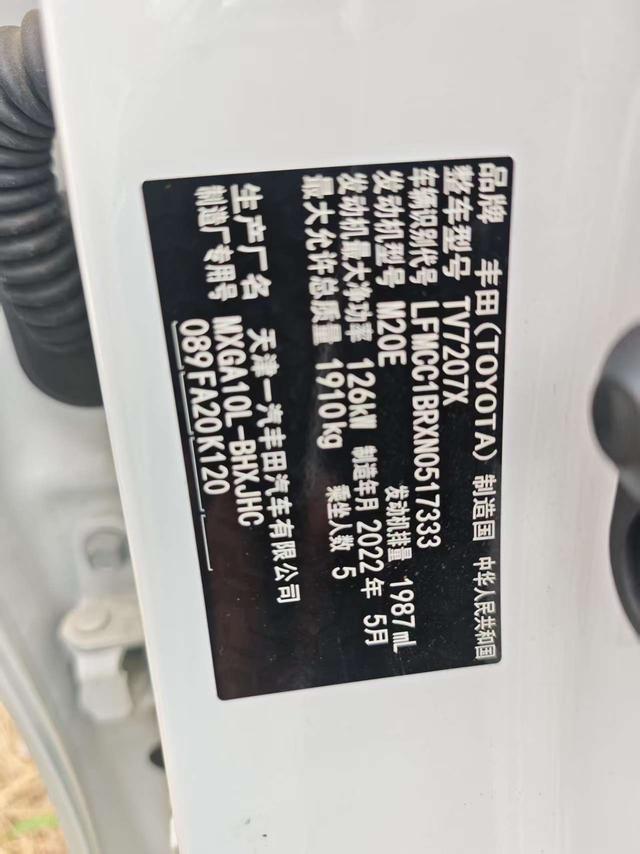 品牌 丰田(TOYOTA) 制造国 中华人民共和国
整车型号 TV7207X
车辆识别代号 LFMCC1BRXN0517333
发动机型号 M20E 发动机排量 1987mL
发动机最大净功率 126kW 制造年月 2022年 5月
最大允许总质量 1910kg 乘坐人数 5
生产厂名 天津一汽丰田汽车有限公司
制造厂专用号 MXGA10L-BHXJHC
089FA20K120